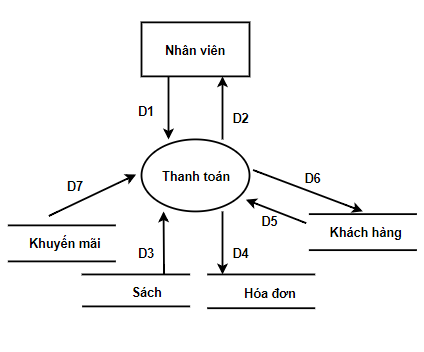 Nhân viên
D1
D2
Thanh toán
D7
D6
D5
Khuyến mãi
Khách hàng
D3
D4
Sách
Hóa đơn